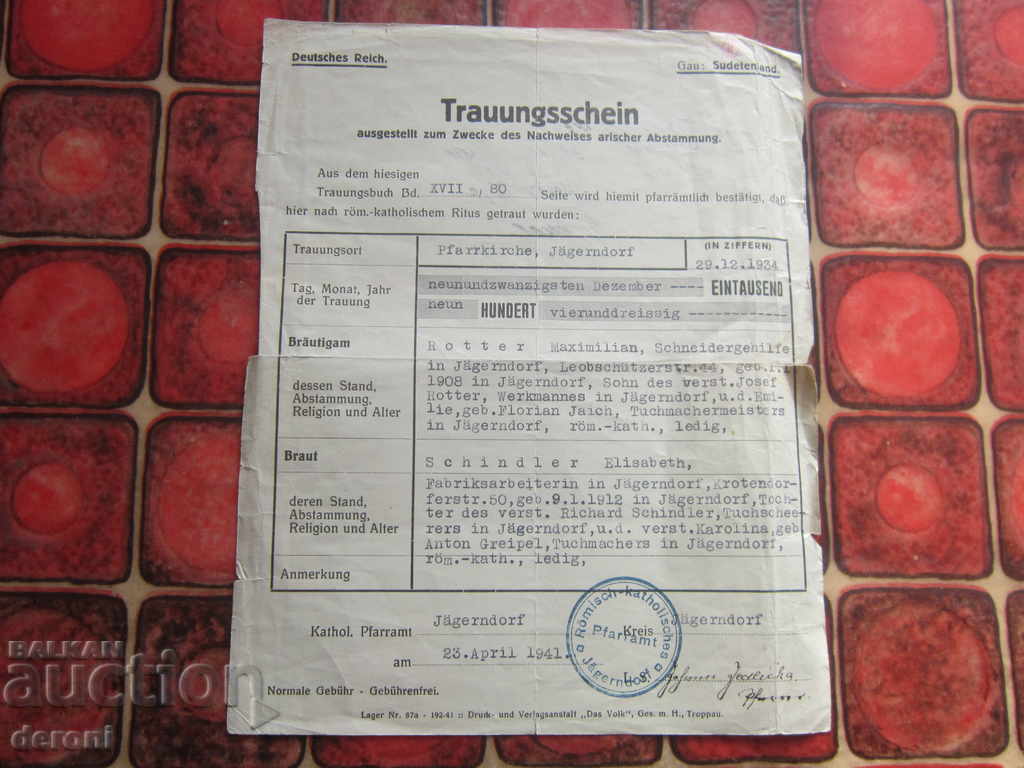 Deutsches Reich.
Gau: Sudetenland.
Trauungsschein
ausgestellt zum Zwecke des Nachweises arischer Abstammung.
Aus dem hiesigen
Trauungsbuch Bd. XVII , 80 Seite wird hiemit pfarrämtlich bestätigt, daß
hier nach röm.-katholischem Ritus getraut wurden:
Trauungsort
Pfarrkirche, Jägerndorf
(IN ZIFFERN)
29.12.1934
Tag, Monat, Jahr
der Trauung
neunundzwanzigsten Dezember ---- EINTAUSEND
neun HUNDERT vierunddreissig ------------
Bräutigam
dessen Stand,
Abstammung,
Religion und Alter
Rotter Maximilian, Schneidergehilfe
in Jägerndorf, Leobschützerstr.44, geb.
1908 in Jägerndorf, Sohn des verst.Josef
Rotter, Werkmannes in Jägerndorf,u.d.Emi-
lie,geb.Florian Jaich, Tuchmachermeisters
in Jägerndorf, röm.-kath., ledig,
Braut
deren Stand,
Abstammung,
Religion und Alter
Schindler Elisabeth,
Fabriksarbeiterin in Jägerndorf,Krotendor-
ferstr.50,geb.9.1.1912 in Jägerndorf,Toch-
ter des verst. Richard Schindler,Tuchschee-
rers in Jägerndorf,u.d. verst.Karolina,geb.
Anton Greipel,Tuchmachers in Jägerndorf,
röm.-kath., ledig,
Anmerkung
Kathol. Pfarramt Jägerndorf Kreis Jägerndorf
am 23.April 1941.
Römisch-katholisches
Pfarramt
Jägerndorf
L. S.
Johann
Pfarrer
Normale Gebühr - Gebührenfrei.
Lager Nr. 87a - 192-41 :: Druck- und Verlagsanstalt „Das Volk", Ges. m. H., Troppau.
BALKAN
auction
deroni